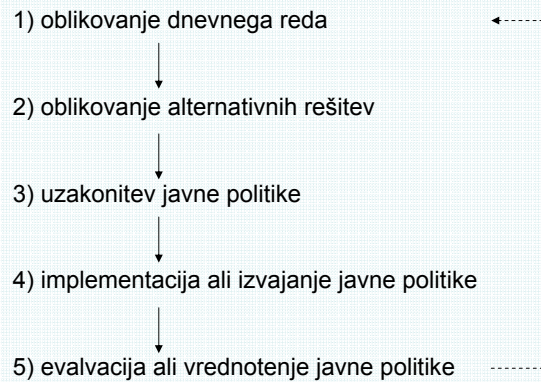 1) oblikovanje dnevnega reda
2) oblikovanje alternativnih rešitev
3) uzakonitev javne politike
4) implementacija ali izvajanje javne politike
5) evalvacija ali vrednotenje javne politike